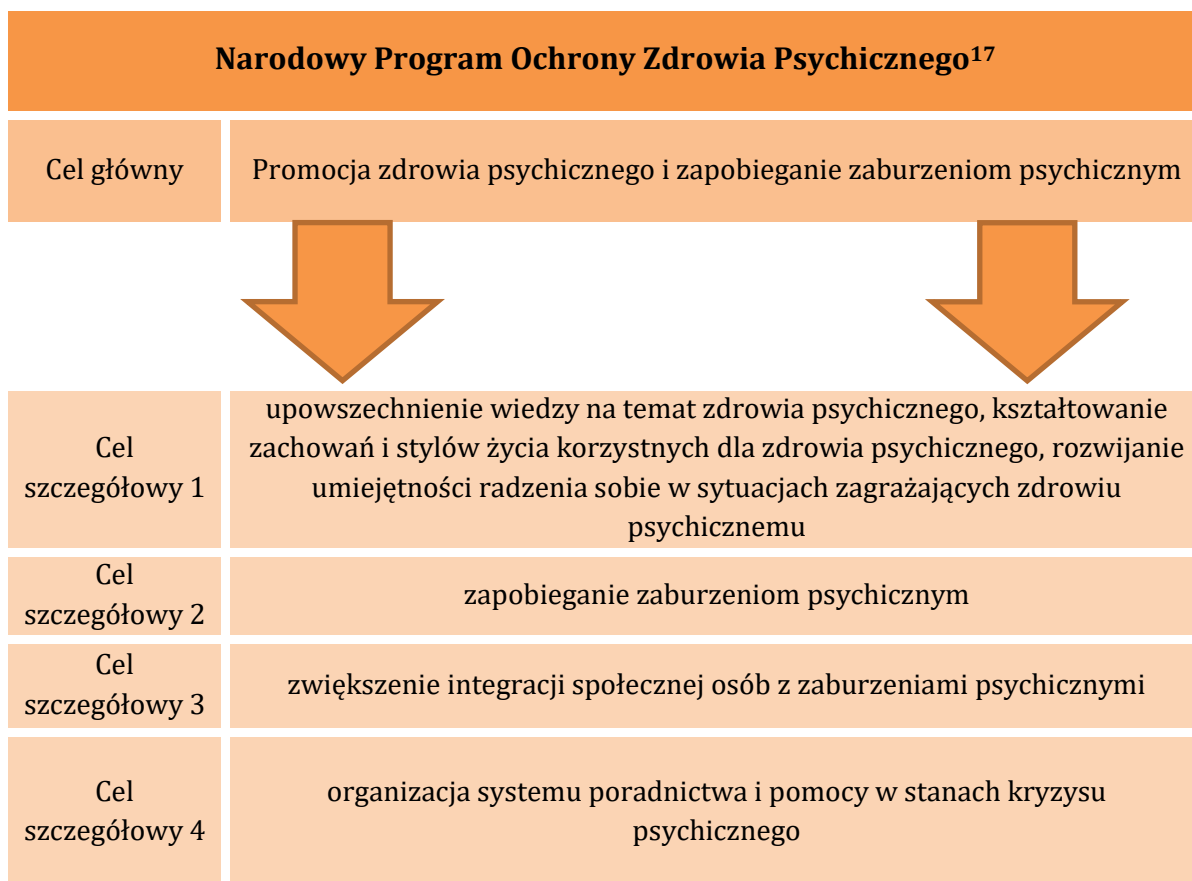 Narodowy Program Ochrony Zdrowia Psychicznego17
Cel główny
Promocja zdrowia psychicznego i zapobieganie zaburzeniom psychicznym
Cel
szczegółowy 1
upowszechnienie wiedzy na temat zdrowia psychicznego, kształtowanie
zachowań i stylów życia korzystnych dla zdrowia psychicznego, rozwijanie
umiejętności radzenia sobie w sytuacjach zagrażających zdrowiu
psychicznemu
Cel
szczegółowy 2
zapobieganie zaburzeniom psychicznym
Cel
szczegółowy 3
zwiększenie integracji społecznej osób z zaburzeniami psychicznymi
Cel
szczegółowy 4
organizacja systemu poradnictwa i pomocy w stanach kryzysu
psychicznego